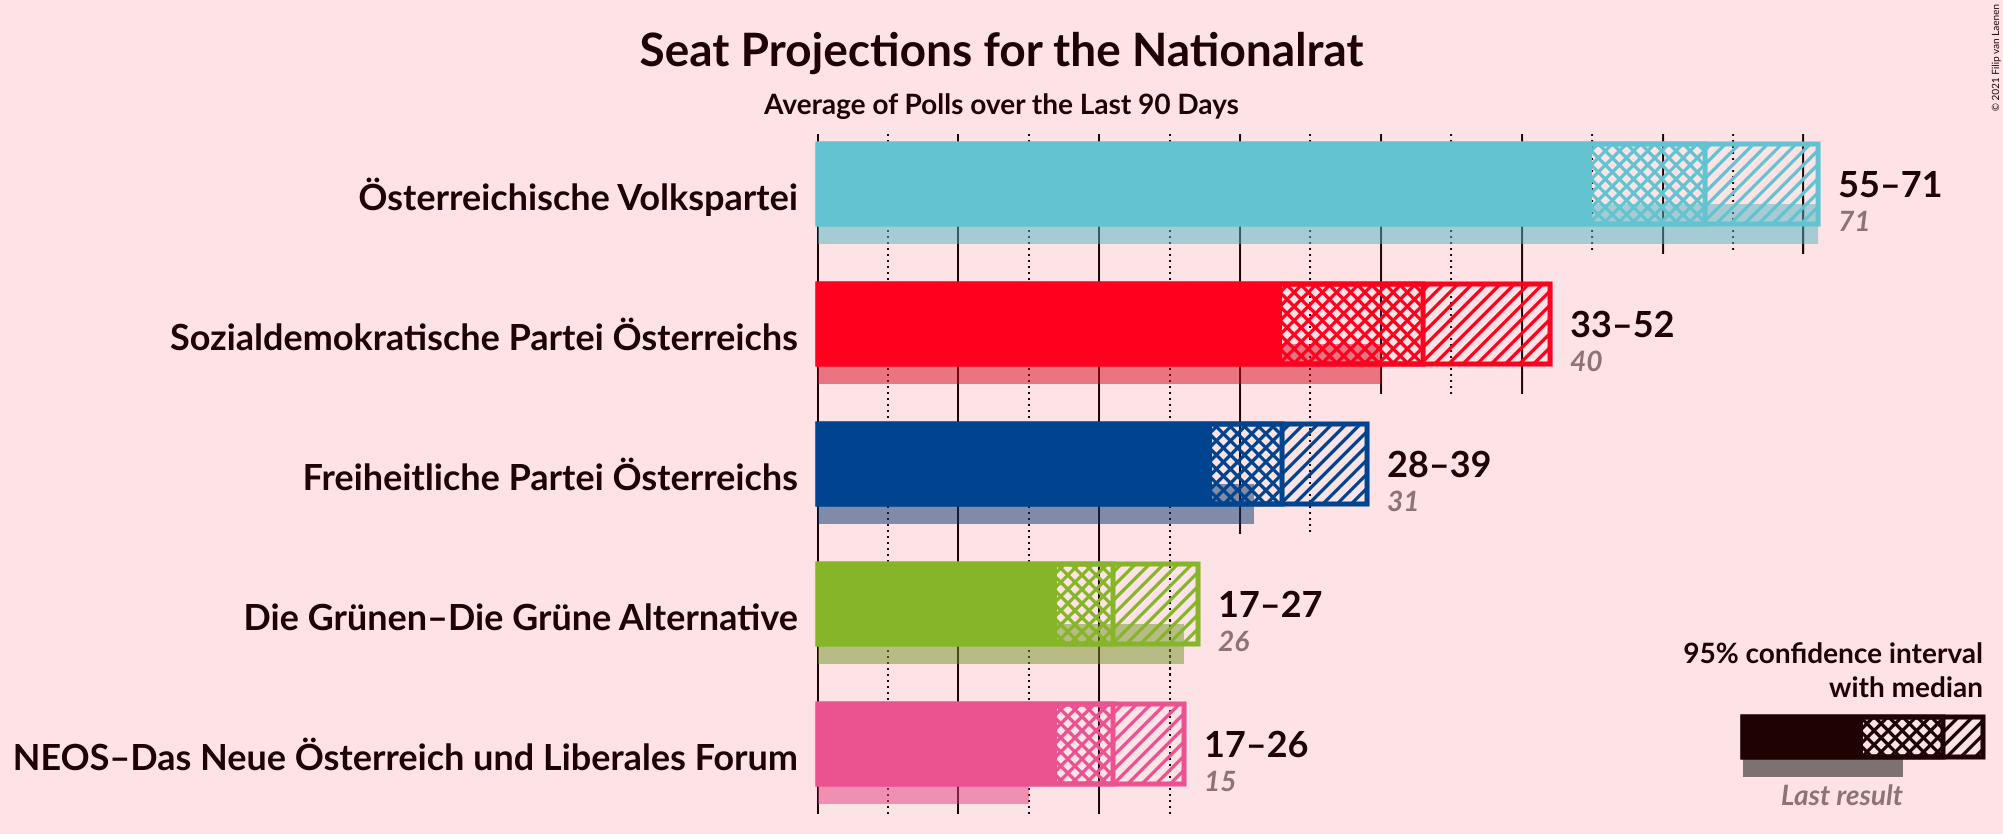 Seat Projections for the Nationalrat
Average of Polls over the Last 90 Days
© 2021 Filip van Laenen
Österreichische Volkspartei
55–71
71
Sozialdemokratische Partei Österreichs
33–52
40
Freiheitliche Partei Österreichs
28–39
31
Die Grünen–Die Grüne Alternative
17–27
26
NEOS–Das Neue Österreich und Liberales Forum
17–26
15
95% confidence interval
with median
Last result